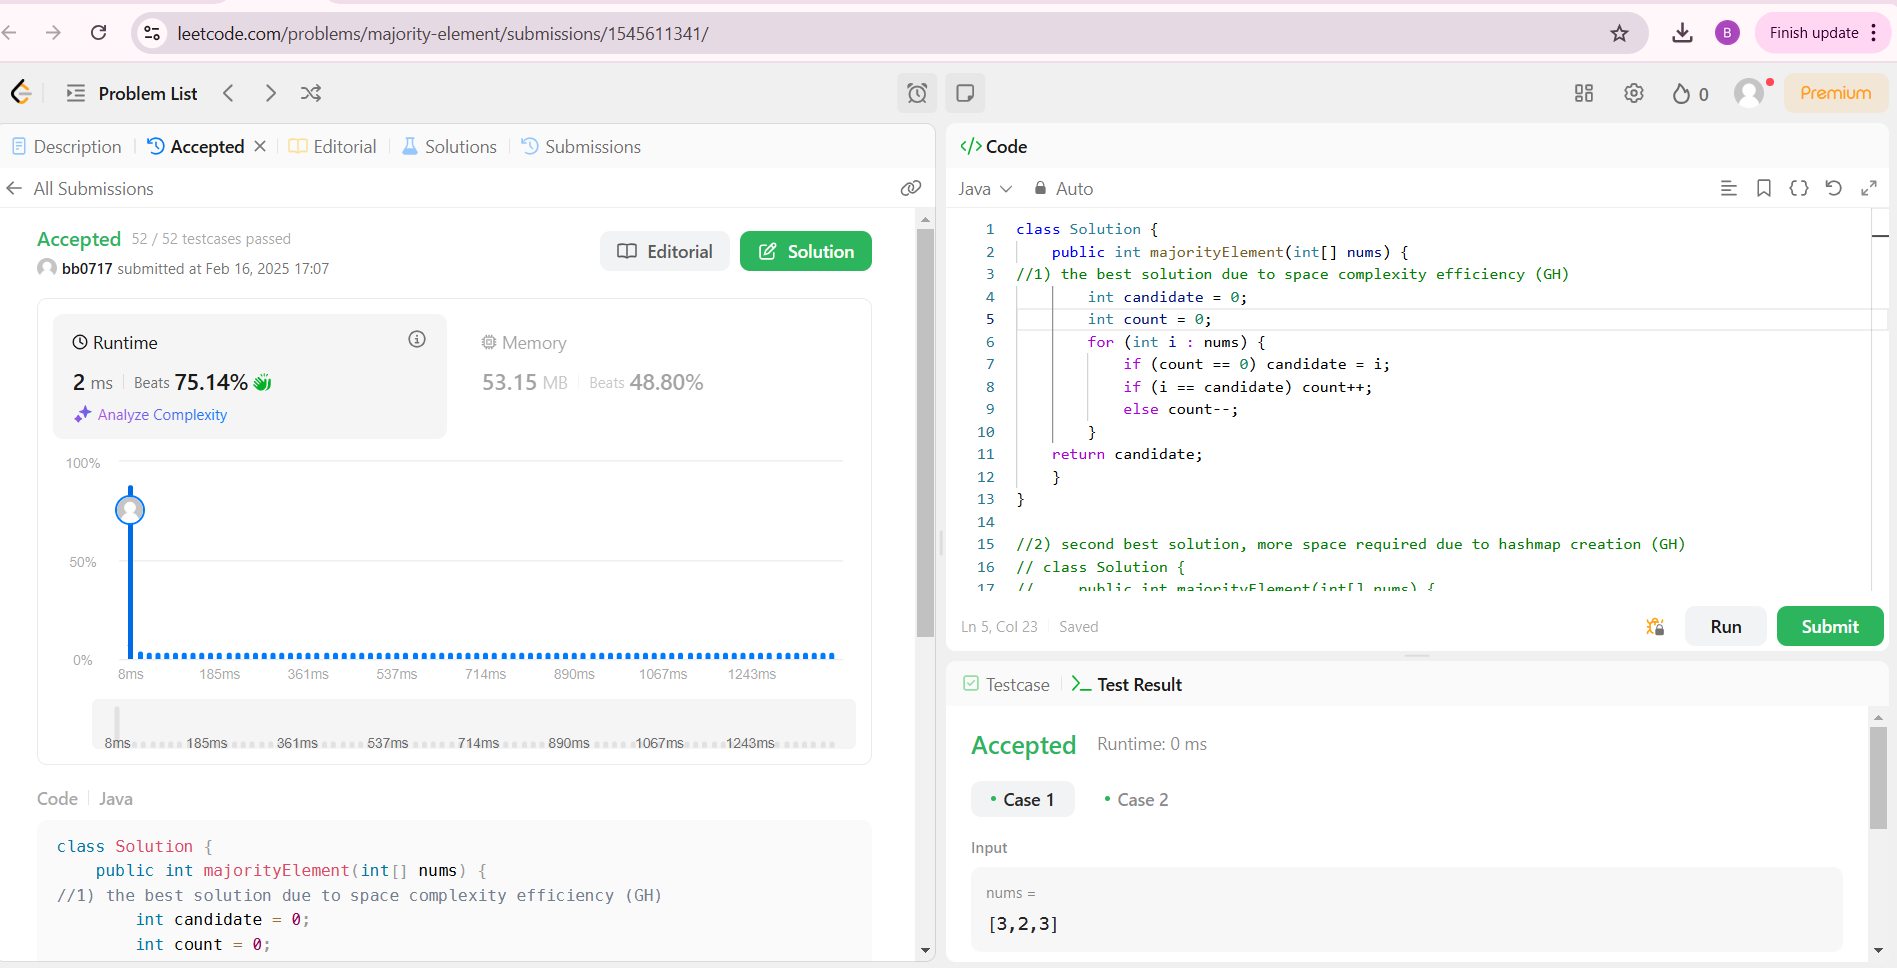 leetcode.com/problems/majority-element/submissions/1545611341/
B
Finish update
Problem List
0
Premium
Description
Accepted
Editorial
Solutions
Submissions
All Submissions
Accepted 52 / 52 testcases passed
bb0717 submitted at Feb 16, 2025 17:07
Editorial
Solution
Runtime
2 ms Beats 75.14%
Analyze Complexity
Memory
53.15 MB Beats 48.80%
100%
50%
0%
8ms 185ms 361ms 537ms 714ms 890ms 1067ms 1243ms
8ms 185ms 361ms 537ms 714ms 890ms 1067ms 1243ms
Code Java
class Solution {
public int majorityElement(int[] nums) {
//1) the best solution due to space complexity efficiency (GH)
int candidate = 0;
int count = 0;
</> Code
Java Auto
1 class Solution {
2 public int majorityElement(int[] nums) {
3 //1) the best solution due to space complexity efficiency (GH)
4 int candidate = 0;
5 int count = 0;
6 for (int i : nums) {
7 if (count == 0) candidate = i;
8 if (i == candidate) count++;
9 else count--;
10 }
11 return candidate;
12 }
13 }
14
15 //2) second best solution, more space required due to hashmap creation (GH)
16 // class Solution {
17 // public int majorityElement(int[] nums) {
Ln 5, Col 23 Saved
Run
Submit
Testcase
Test Result
Accepted Runtime: 0 ms
Case 1
Case 2
Input
nums =
[3,2,3]